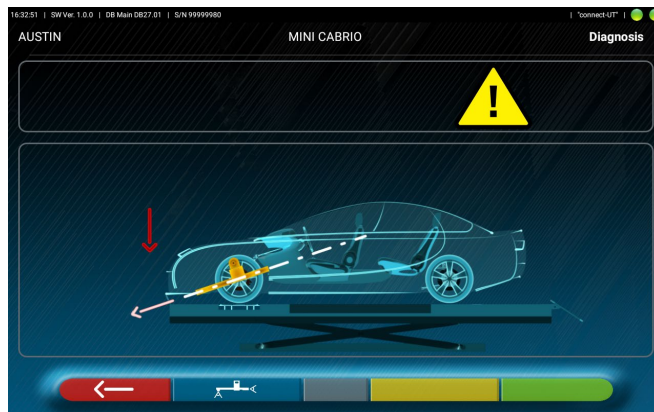 16:32:51 | SW Ver. 1.0.0 | DB Main DB27.01 | S/N 99999980 | "connect-UT" |
AUSTIN MINI CABRIO Diagnosis
!